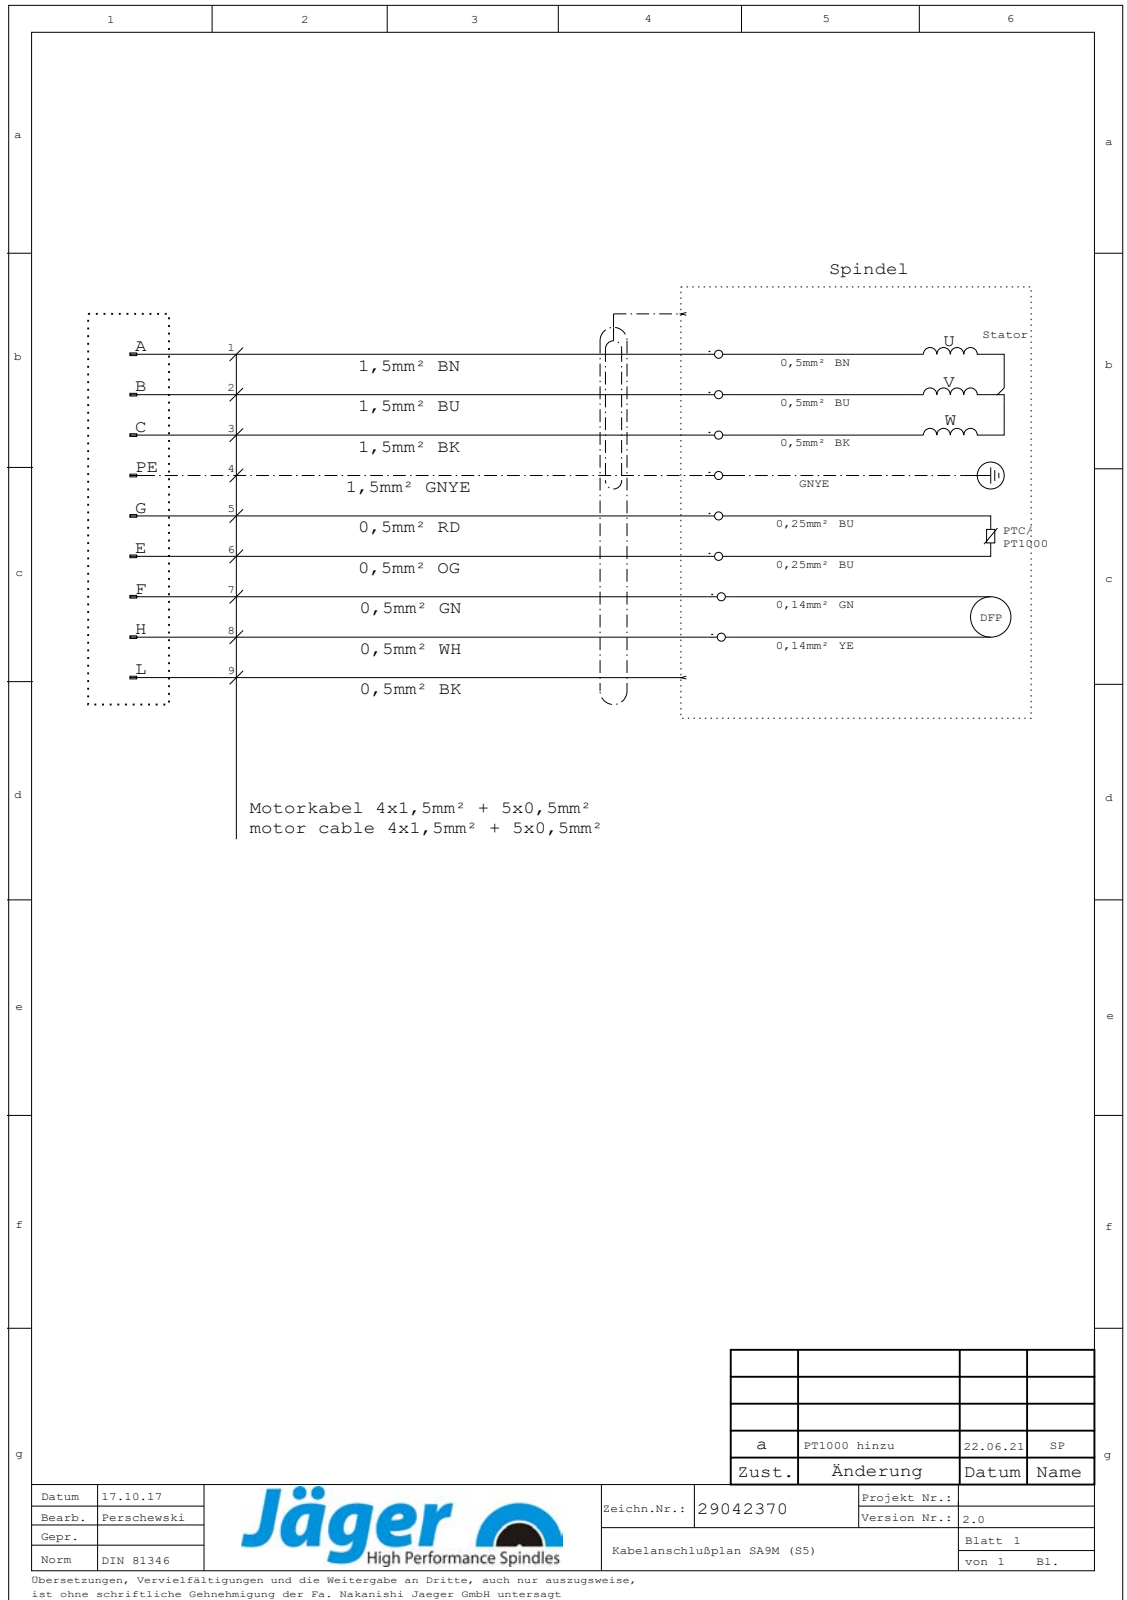 1 2 3 4 5 6
a a
Spindel
b b
A 1 1,5mm² BN 0,5mm² BN U Stator
B 2 1,5mm² BU 0,5mm² BU V
C 3 1,5mm² BK 0,5mm² BK W
PE 4 1,5mm² GNYE GNYE
G 5 0,5mm² RD 0,25mm² BU PTC/
PT1000
E 6 0,5mm² OG 0,25mm² BU
c c
F 7 0,5mm² GN 0,14mm² GN
DFP
H 8 0,5mm² WH 0,14mm² YE
L 9 0,5mm² BK
d d
Motorkabel 4x1,5mm² + 5x0,5mm²
motor cable 4x1,5mm² + 5x0,5mm²
e e
f f
g g
a PT1000 hinzu 22.06.21 SP
Zust. Änderung Datum Name
Datum 17.10.17
Bearb. Perschewski
Gepr.
Norm DIN 81346
Jäger
High Performance Spindles
Zeichn.Nr.: 29042370
Projekt Nr.:
Version Nr.: 2.0
Kabelanschlußplan SA9M (S5)
Blatt 1
von 1 Bl.
Übersetzungen, Vervielfältigungen und die Weitergabe an Dritte, auch nur auszugsweise,
ist ohne schriftliche Gehnehmigung der Fa. Nakanishi Jaeger GmbH untersagt